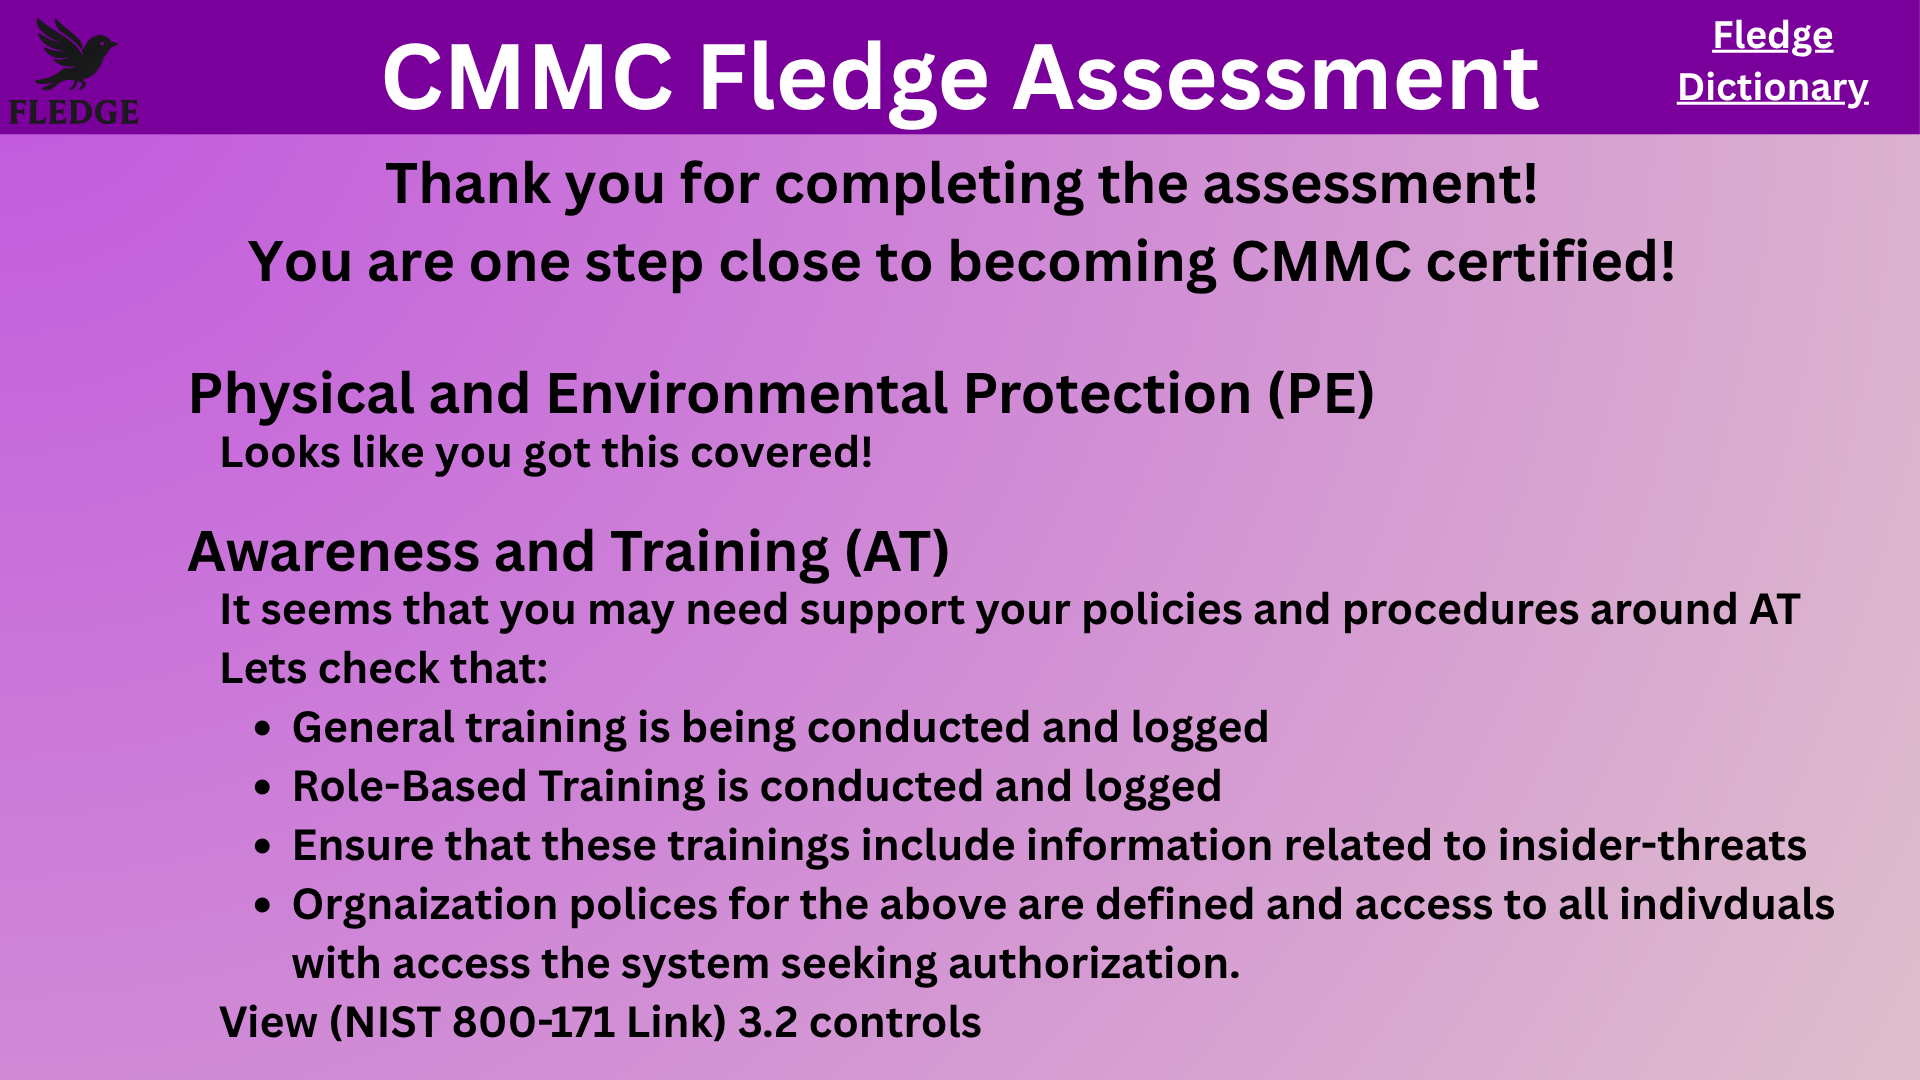 FLEDGE
CMMC Fledge Assessment
Fledge
Dictionary
Thank you for completing the assessment!
You are one step close to becoming CMMC certified!
Physical and Environmental Protection (PE)
Looks like you got this covered!
Awareness and Training (AT)
It seems that you may need support your policies and procedures around AT
Lets check that:
• General training is being conducted and logged
• Role-Based Training is conducted and logged
• Ensure that these trainings include information related to insider-threats
• Orgnaization polices for the above are defined and access to all indivduals
with access the system seeking authorization.
View (NIST 800-171 Link) 3.2 controls